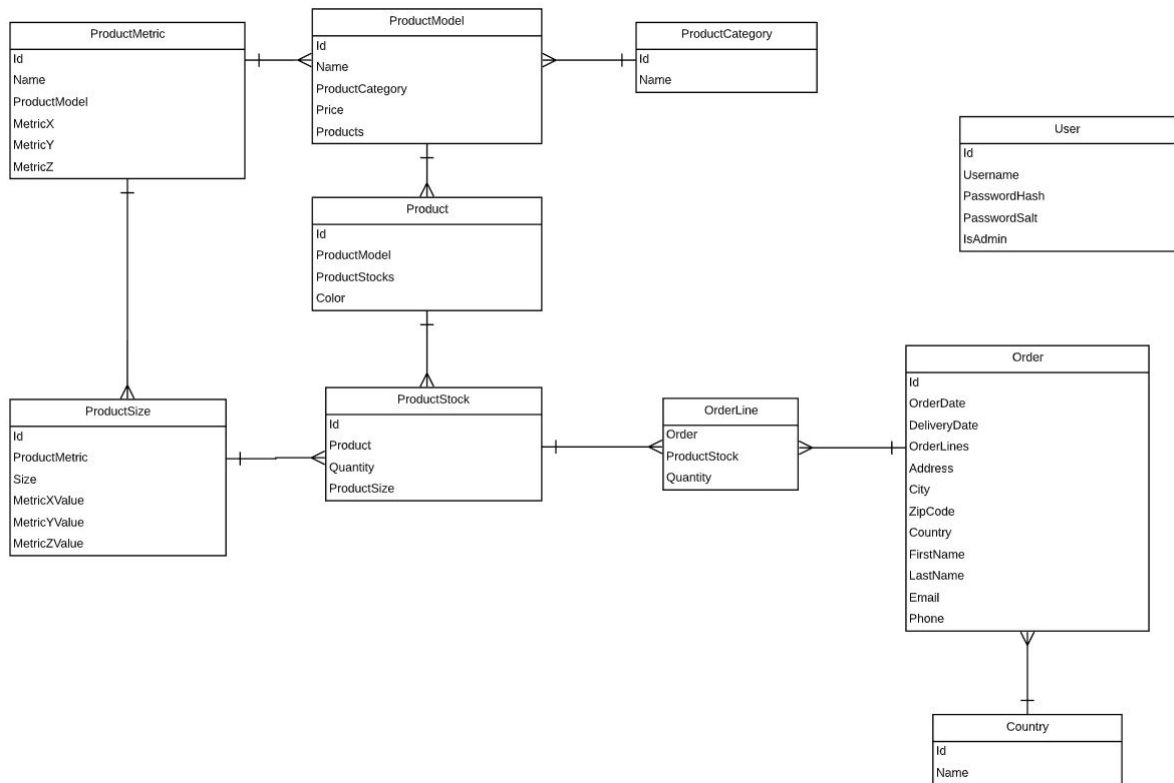 ProductMetric
Id
Name
ProductModel
MetricX
MetricY
MetricZ
ProductModel
Id
Name
ProductCategory
Price
Products
ProductCategory
Id
Name
User
Id
Username
PasswordHash
PasswordSalt
IsAdmin
Product
Id
ProductModel
ProductStocks
Color
ProductSize
Id
ProductMetric
Size
MetricXValue
MetricYValue
MetricZValue
ProductStock
Id
Product
Quantity
ProductSize
OrderLine
Order
ProductStock
Quantity
Order
Id
OrderDate
DeliveryDate
OrderLines
Address
City
ZipCode
Country
FirstName
LastName
Email
Phone
Country
Id
Name